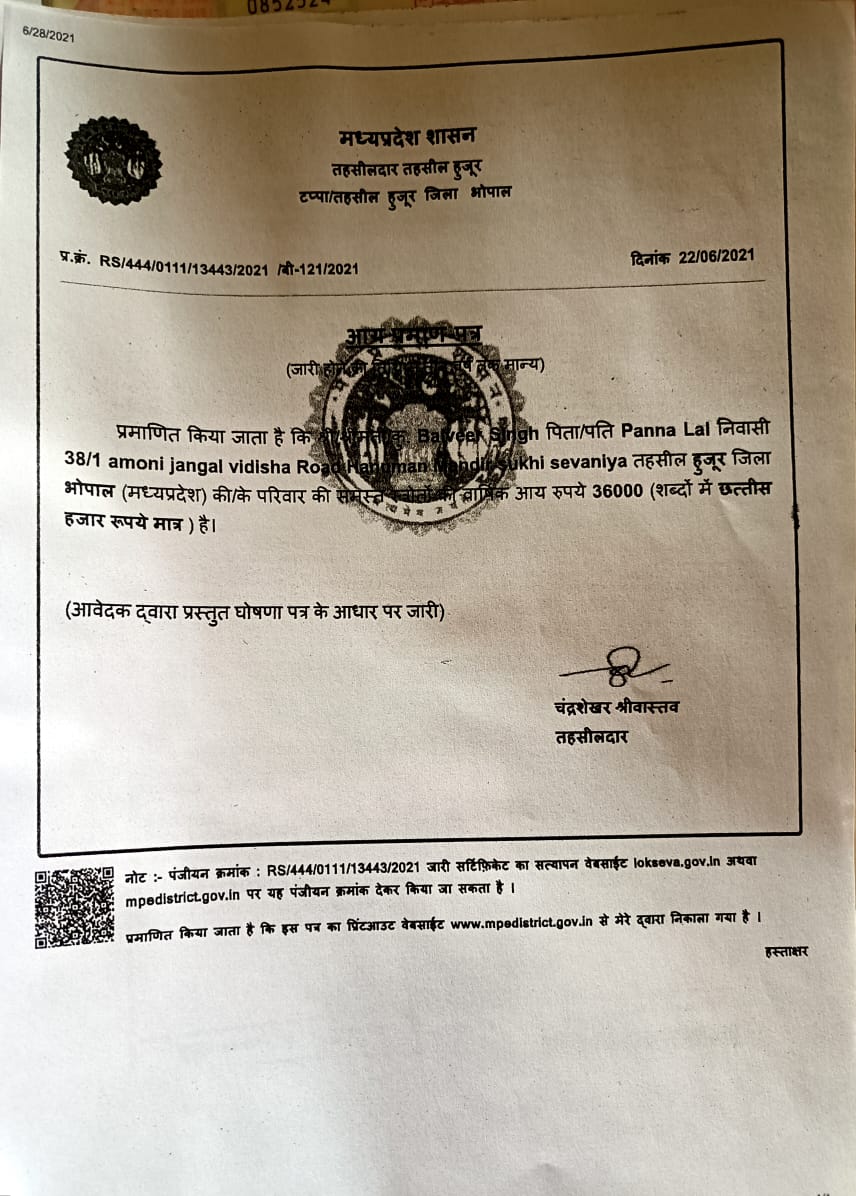 0852524
6/28/2021
मध्यप्रदेश शासन
तहसीलदार तहसील हुजूर
टप्पा/तहसील हुजूर जिला भोपाल
प्र.क्रं. RS/444/0111/13443/2021 /बी-121/2021
दिनांक 22/06/2021
आय प्रमाण पत्र
(जारी होने की वर्ष तक मान्य)
प्रमाणित किया जाता है कि Balveer Singh पिता/पति Panna Lal निवासी
38/1 amoni jangal vidisha Road Hanuman Mandir sukhi sevaniya तहसील हुजूर जिला
भोपाल (मध्यप्रदेश) की/के परिवार की समस्त स्त्रोतों की वार्षिक आय रुपये 36000 (शब्दों में छत्तीस
हजार रूपये मात्र ) है।
(आवेदक द्वारा प्रस्तुत घोषणा पत्र के आधार पर जारी)
चंद्रशेखर श्रीवास्तव
तहसीलदार
नोट :- पंजीयन क्रमांक : RS/444/0111/13443/2021 जारी सर्टिफ़िकेट का सत्यापन वेबसाईट lokseva.gov.in अथवा
mpedistrict.gov.in पर यह पंजीयन क्रमांक देकर किया जा सकता है ।
प्रमाणित किया जाता है कि इस पत्र का प्रिंटआउट वेबसाईट www.mpedistrict.gov.in से मेरे द्वारा निकाला गया है ।
हस्ताक्षर